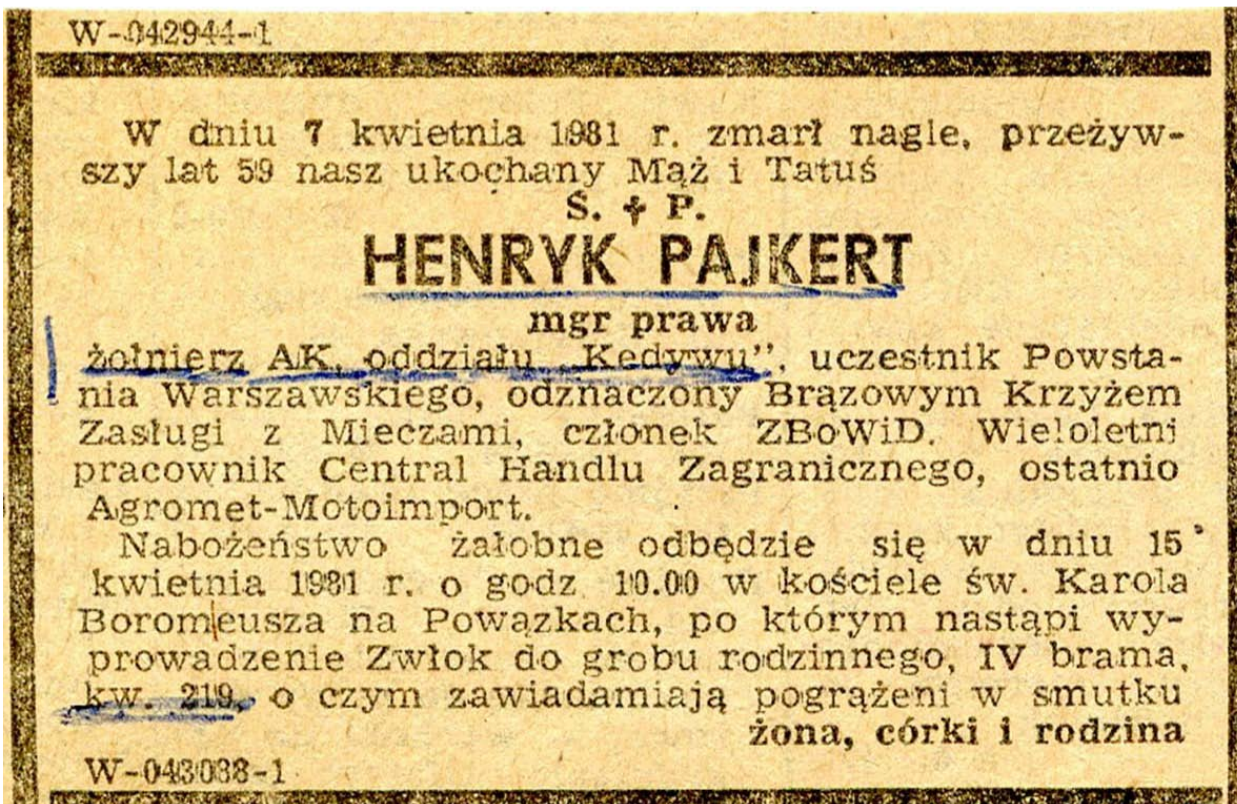 W-042944-1
W dniu 7 kwietnia 1981 r. zmarł nagle, przeżyw-
szy lat 59 nasz ukochany Mąż i Tatuś
Ś. † P.
HENRYK PAJKERT
mgr prawa
żołnierz AK, oddziału „Kedywu”, uczestnik Powsta-
nia Warszawskiego, odznaczony Brązowym Krzyżem
Zasługi z Mieczami, członek ZBoWiD. Wieloletni
pracownik Central Handlu Zagranicznego, ostatnio
Agromet-Motoimport.
Nabożeństwo żałobne odbędzie się w dniu 15
kwietnia 1981 r. o godz 10.00 w kościele św. Karola
Boromeusza na Powązkach, po którym nastąpi wy-
prowadzenie Zwłok do grobu rodzinnego, IV brama,
kw. 219, o czym zawiadamiają pogrążeni w smutku
żona, córki i rodzina
W-043038-1